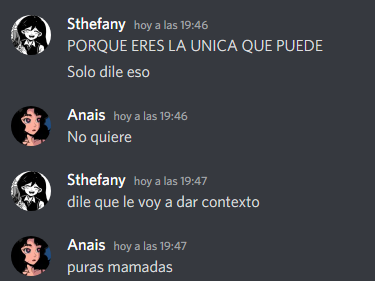 Sthefany hoy a las 19:46
PORQUE ERES LA UNICA QUE PUEDE
Solo dile eso
Anais hoy a las 19:46
No quiere
Sthefany hoy a las 19:47
dile que le voy a dar contexto
Anais hoy a las 19:47
puras mamadas